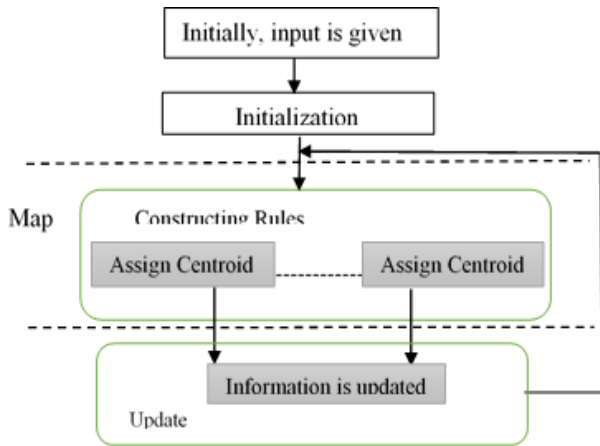 Initially, input is given
Initialization
Map
Constructing Rules
Assign Centroid
Assign Centroid
Information is updated
Update